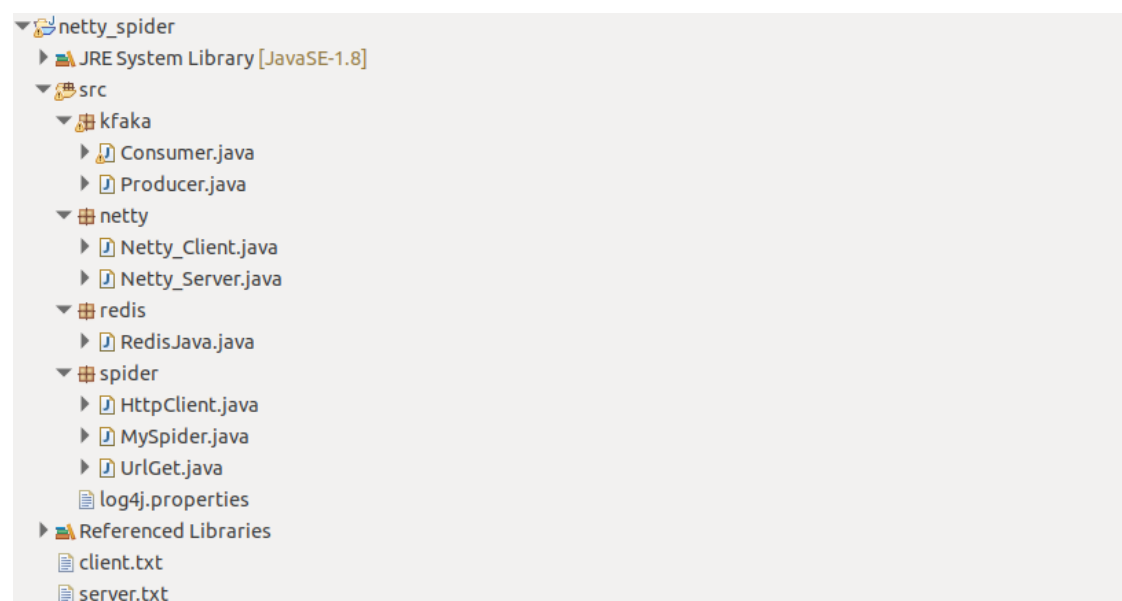 netty_spider
JRE System Library [JavaSE-1.8]
src
kfaka
Consumer.java
Producer.java
netty
Netty_Client.java
Netty_Server.java
redis
RedisJava.java
spider
HttpClient.java
MySpider.java
UrlGet.java
log4j.properties
Referenced Libraries
client.txt
server.txt